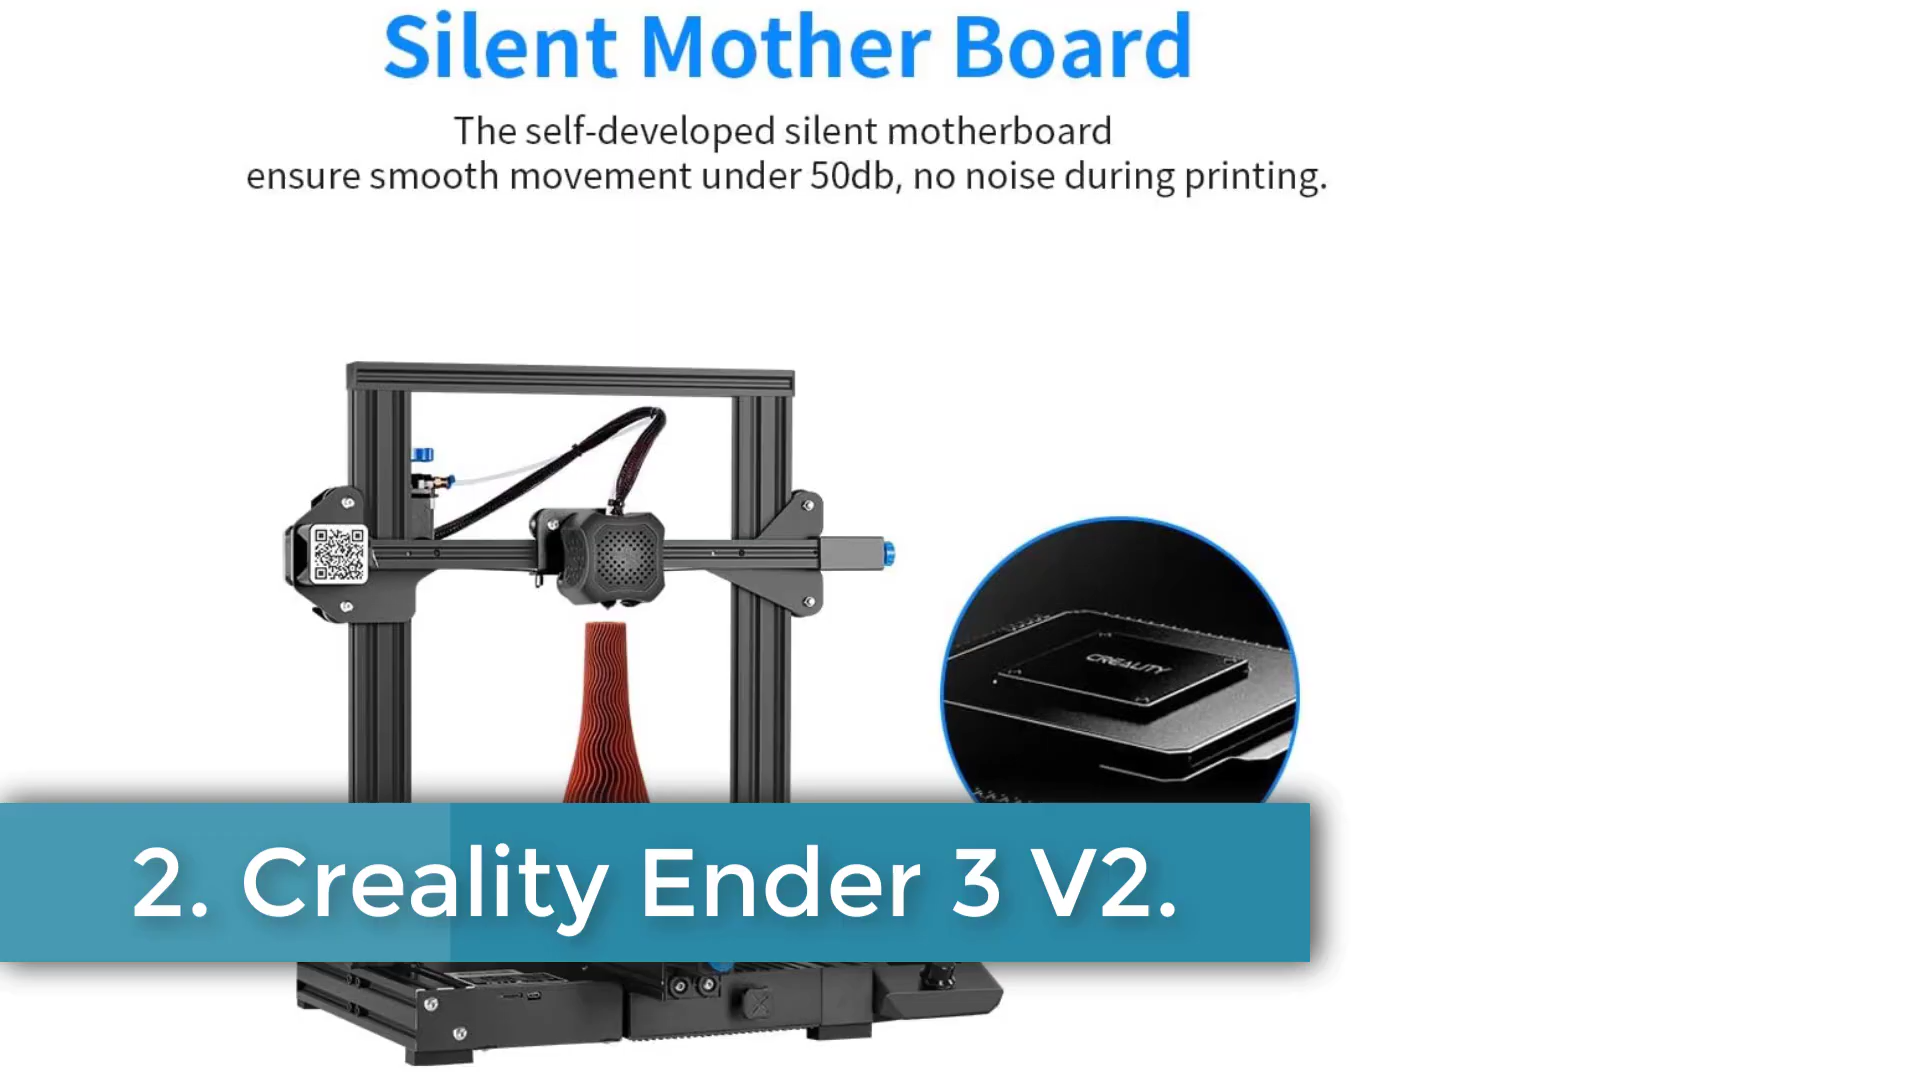 Silent Mother Board
The self-developed silent motherboard
ensure smooth movement under 50db, no noise during printing.
CREALITY
2. Creality Ender 3 V2.